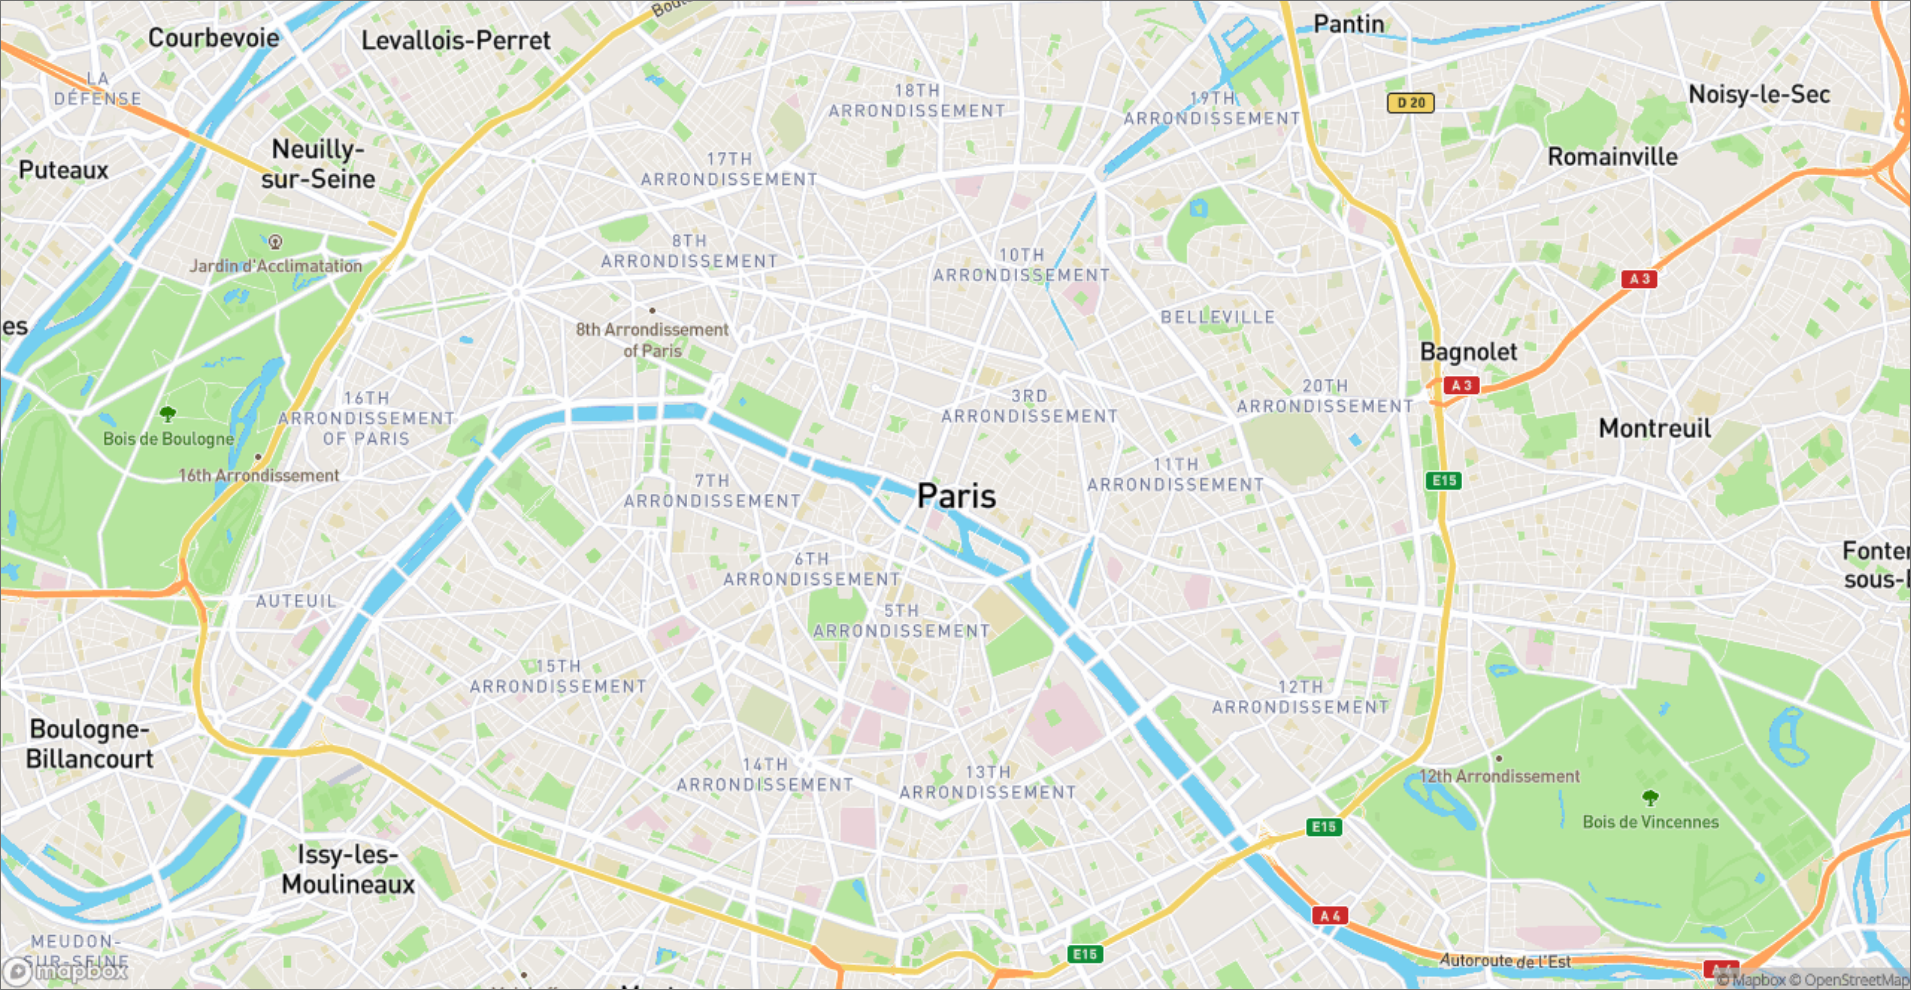 Courbevoie
Levallois-Perret
Pantin
LA
DÉFENSE
18TH
ARRONDISSEMENT
19TH
ARRONDISSEMENT
D 20
Noisy-le-Sec
Neuilly-
sur-Seine
Puteaux
17TH
ARRONDISSEMENT
Romainville
Jardin d'Acclimatation
8TH
ARRONDISSEMENT
10TH
ARRONDISSEMENT
A 3
es
8th Arrondissement
of Paris
BELLEVILLE
Bagnolet
A 3
16TH
ARRONDISSEMENT
OF PARIS
3RD
ARRONDISSEMENT
20TH
ARRONDISSEMENT
Bois de Boulogne
Montreuil
16th Arrondissement
7TH
ARRONDISSEMENT
Paris
11TH
ARRONDISSEMENT
E15
6TH
ARRONDISSEMENT
Fonter
sous-
AUTEUIL
5TH
ARRONDISSEMENT
15TH
ARRONDISSEMENT
12TH
ARRONDISSEMENT
Boulogne-
Billancourt
14TH
ARRONDISSEMENT
13TH
ARRONDISSEMENT
12th Arrondissement
Bois de Vincennes
E15
Issy-les-
Moulineaux
A 4
MEUDON-
SUR-SEINE
E15
Autoroute de l'Est
mapbox
© Mapbox © OpenStreetMap